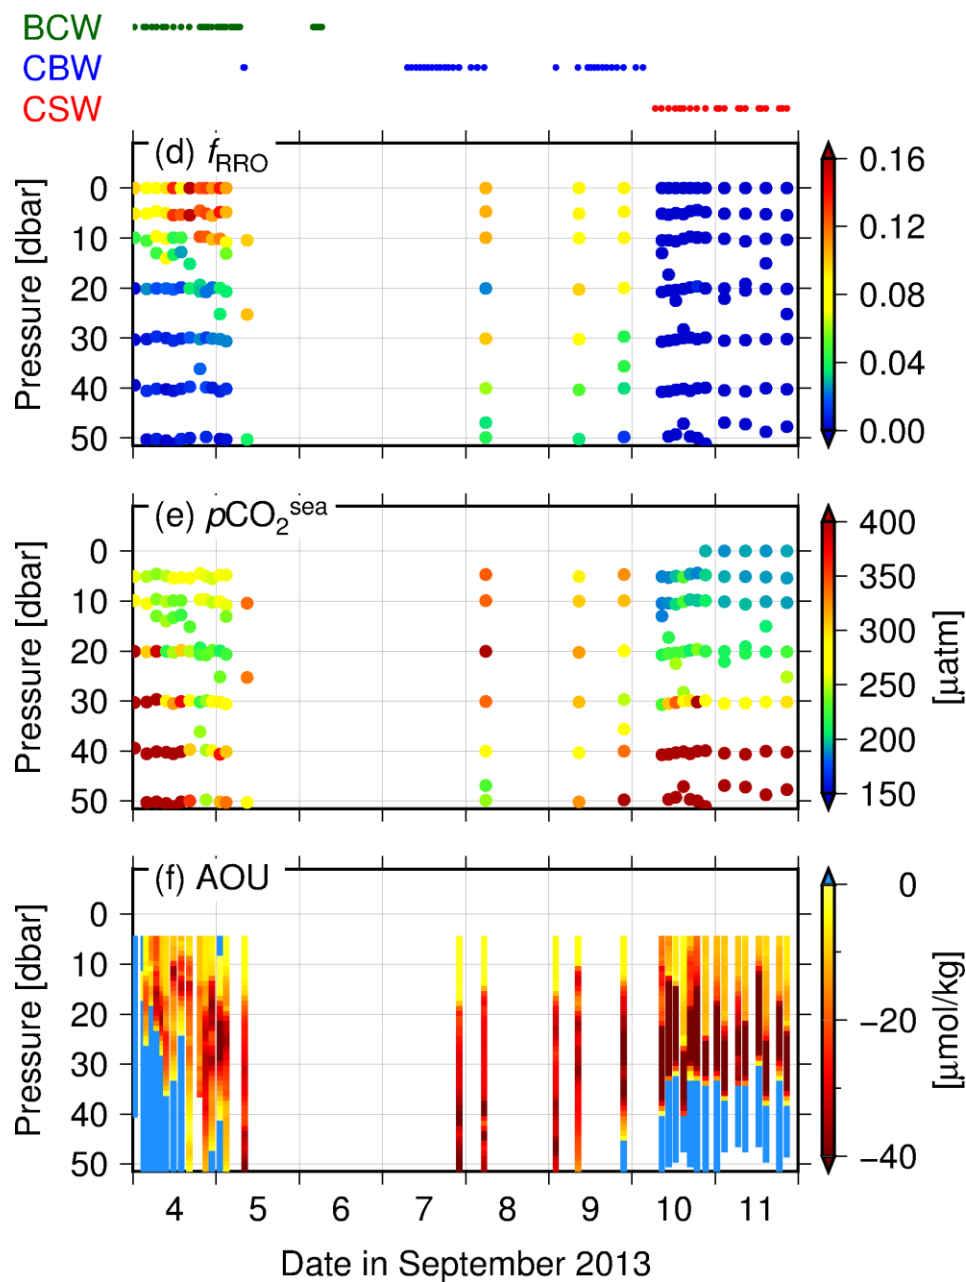 BCW
CBW
CSW
(d) fRRO
Pressure [dbar]
0
10
20
30
40
50
0.16
0.12
0.08
0.04
0.00
(e) pCO₂ˢᵉᵃ
Pressure [dbar]
0
10
20
30
40
50
400
350
300
250
200
150
[µatm]
(f) AOU
Pressure [dbar]
0
10
20
30
40
50
0
−20
−40
[µmol/kg]
4 5 6 7 8 9 10 11
Date in September 2013